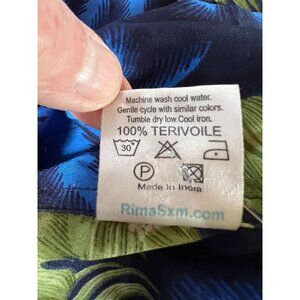 Machine wash cool water.
Gentle cycle with similar colors.
Tumble dry low. Cool iron.
100% TERIVOILE
30
P
Made in India
RimaSxm.com